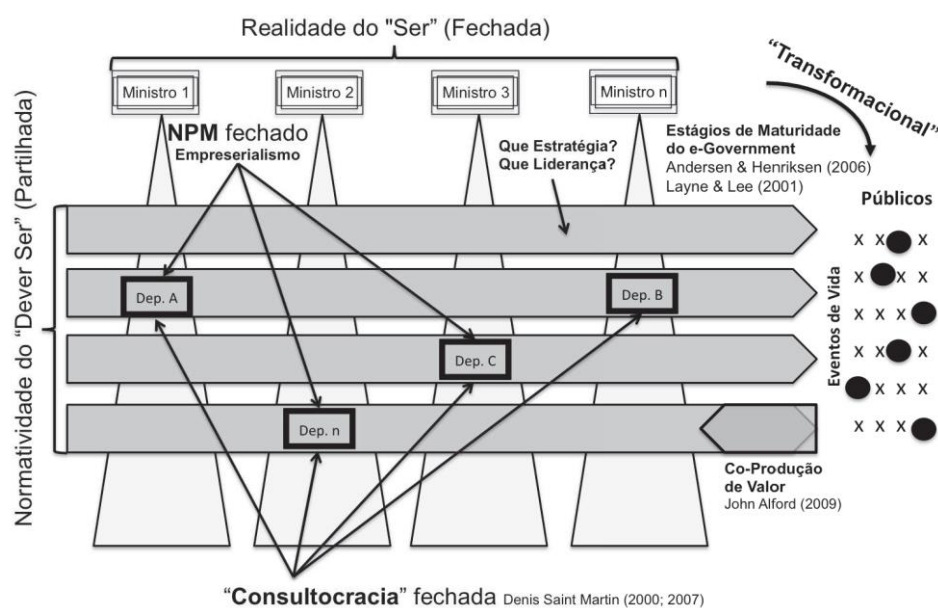 Realidade do "Ser" (Fechada)
Ministro 1
Ministro 2
Ministro 3
Ministro n
“Transformacional”
NPM fechado
Empreserialismo
Que Estratégia?
Que Liderança?
Estágios de Maturidade
do e-Government
Andersen & Henriksen (2006)
Layne & Lee (2001)
Normatividade do “Dever Ser” (Partilhada)
Públicos
Eventos de Vida
x x
x x x
x x x
x x x
x x x
x x x
Dep. A
Dep. B
Dep. C
Dep. n
Co-Produção
de Valor
John Alford (2009)
“Consultocracia” fechada Denis Saint Martin (2000; 2007)